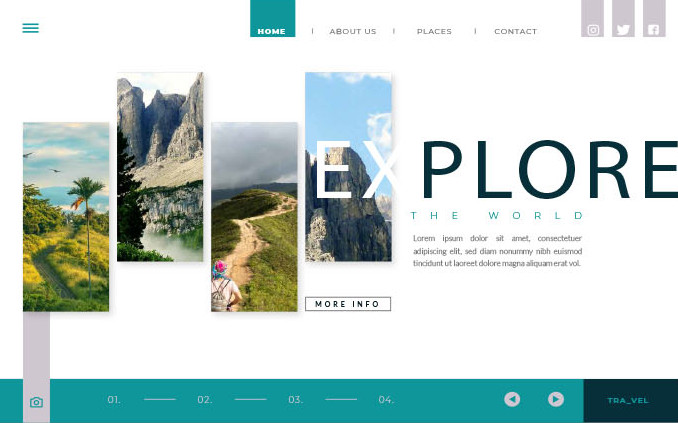 HOME
ABOUT US
PLACES
CONTACT
EXPLORE
THE WORLD
Lorem ipsum dolor sit amet, consectetuer
adipiscing elit, sed diam nonummy nibh euismod
tincidunt ut laoreet dolore magna aliquam erat vol.
MORE INFO
01.
02.
03.
04.
TRA_VEL